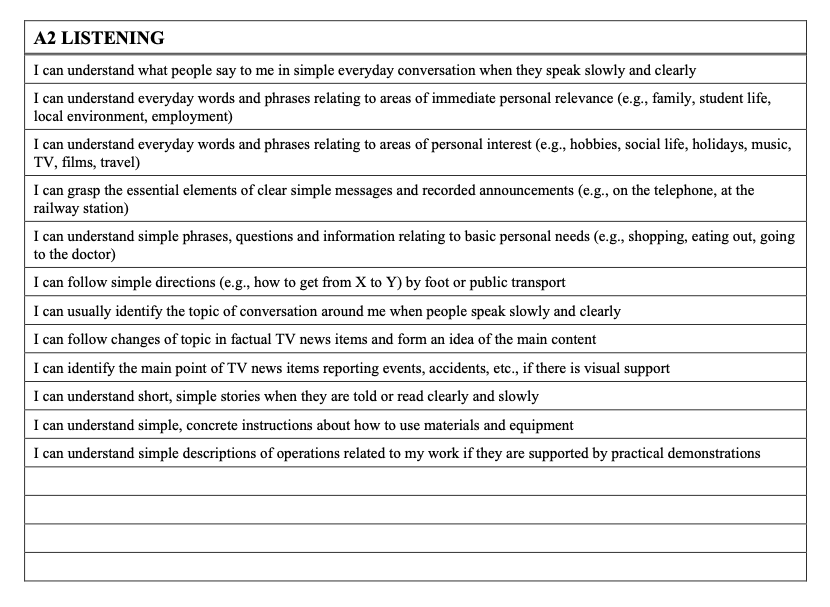 A2 LISTENING
I can understand what people say to me in simple everyday conversation when they speak slowly and clearly
I can understand everyday words and phrases relating to areas of immediate personal relevance (e.g., family, student life,
local environment, employment)
I can understand everyday words and phrases relating to areas of personal interest (e.g., hobbies, social life, holidays, music,
TV, films, travel)
I can grasp the essential elements of clear simple messages and recorded announcements (e.g., on the telephone, at the
railway station)
I can understand simple phrases, questions and information relating to basic personal needs (e.g., shopping, eating out, going
to the doctor)
I can follow simple directions (e.g., how to get from X to Y) by foot or public transport
I can usually identify the topic of conversation around me when people speak slowly and clearly
I can follow changes of topic in factual TV news items and form an idea of the main content
I can identify the main point of TV news items reporting events, accidents, etc., if there is visual support
I can understand short, simple stories when they are told or read clearly and slowly
I can understand simple, concrete instructions about how to use materials and equipment
I can understand simple descriptions of operations related to my work if they are supported by practical demonstrations